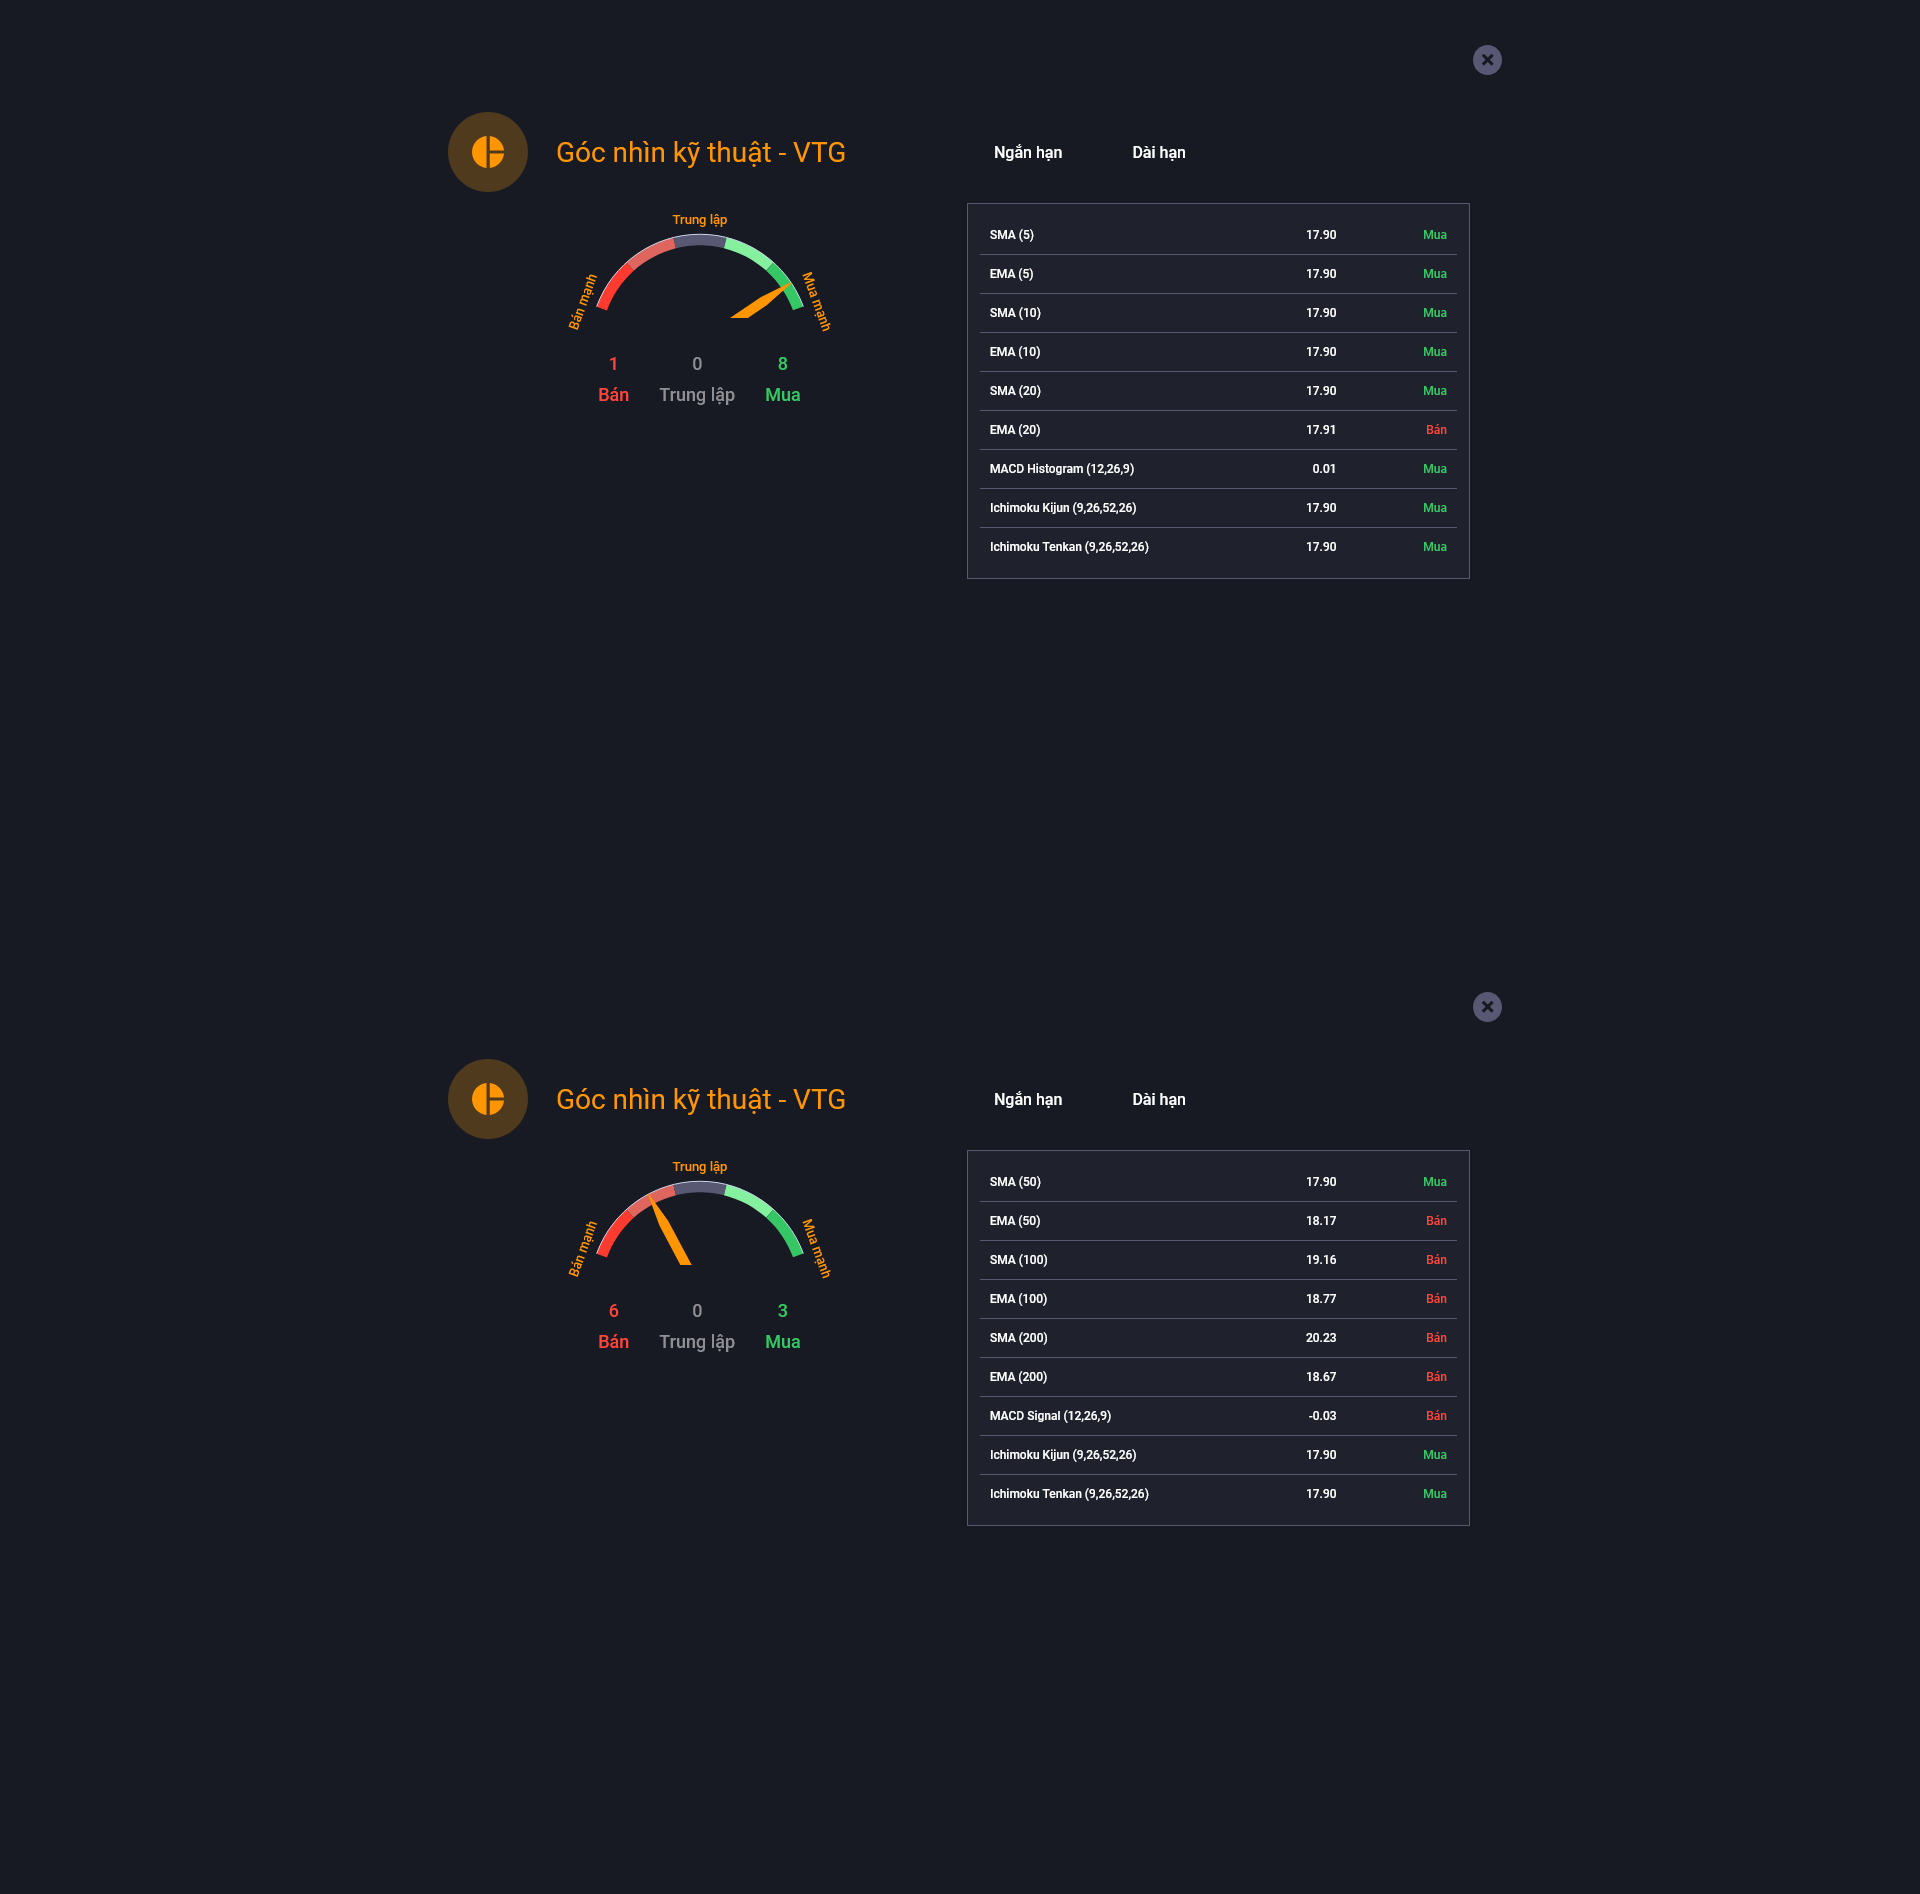 Góc nhìn kỹ thuật - VTG
Ngắn hạn Dài hạn
Trung lập
Bán mạnh
Mua mạnh
1 0 8
Bán Trung lập Mua
SMA (5) 17.90 Mua
EMA (5) 17.90 Mua
SMA (10) 17.90 Mua
EMA (10) 17.90 Mua
SMA (20) 17.90 Mua
EMA (20) 17.91 Bán
MACD Histogram (12,26,9) 0.01 Mua
Ichimoku Kijun (9,26,52,26) 17.90 Mua
Ichimoku Tenkan (9,26,52,26) 17.90 Mua
Góc nhìn kỹ thuật - VTG
Ngắn hạn Dài hạn
Trung lập
Bán mạnh
Mua mạnh
6 0 3
Bán Trung lập Mua
SMA (50) 17.90 Mua
EMA (50) 18.17 Bán
SMA (100) 19.16 Bán
EMA (100) 18.77 Bán
SMA (200) 20.23 Bán
EMA (200) 18.67 Bán
MACD Signal (12,26,9) -0.03 Bán
Ichimoku Kijun (9,26,52,26) 17.90 Mua
Ichimoku Tenkan (9,26,52,26) 17.90 Mua